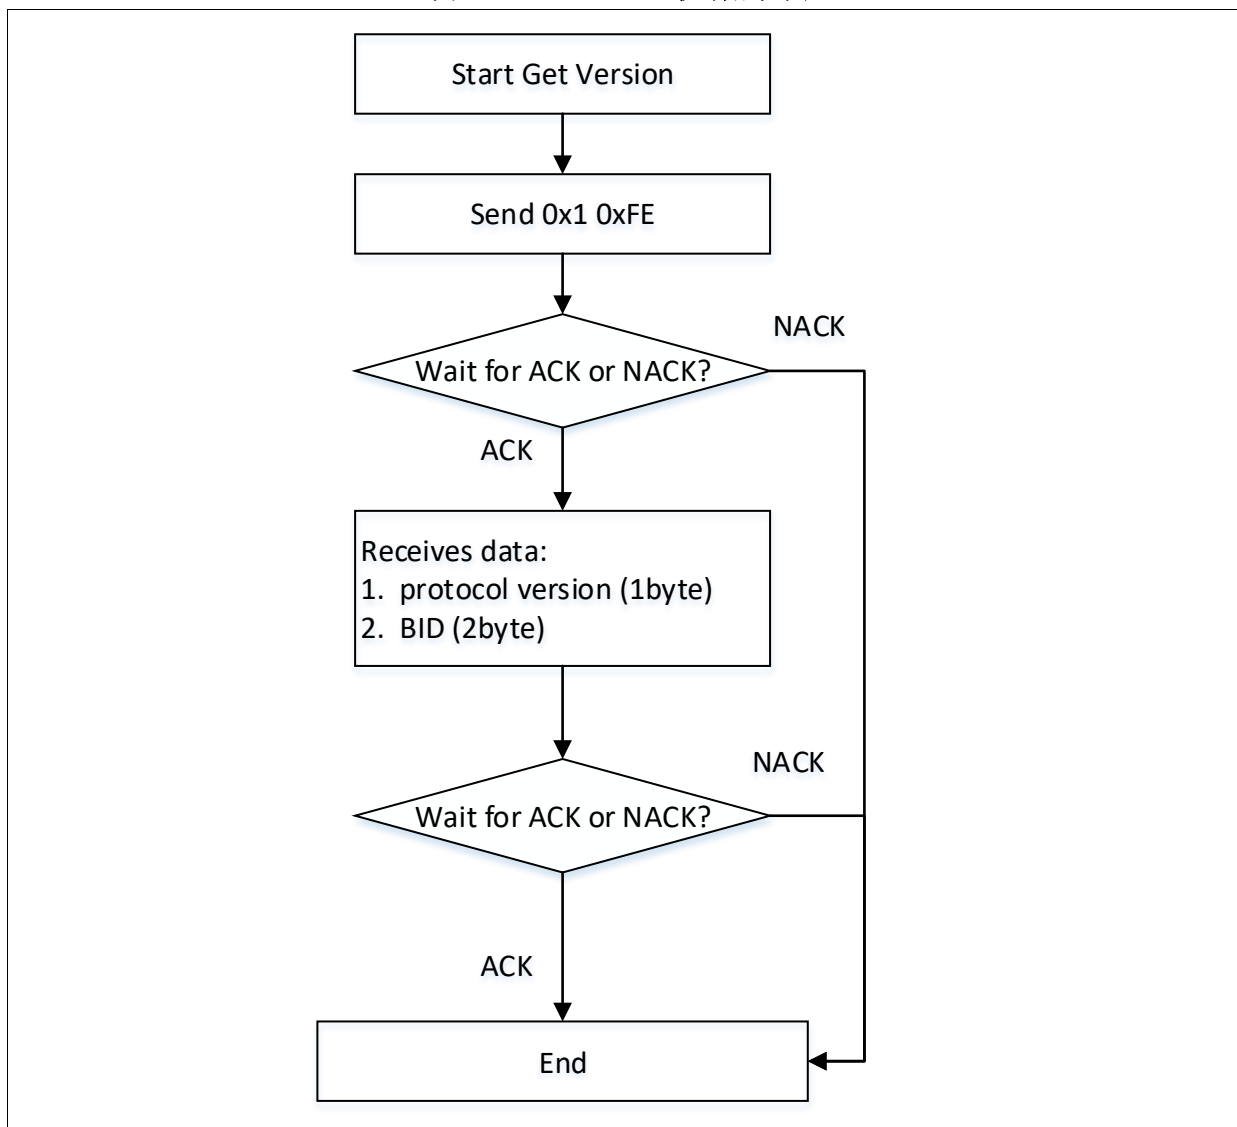 Start Get Version
Send 0x1 0xFE
Wait for ACK or NACK?
NACK
ACK
Receives data:
1. protocol version (1byte)
2. BID (2byte)
Wait for ACK or NACK?
NACK
ACK
End